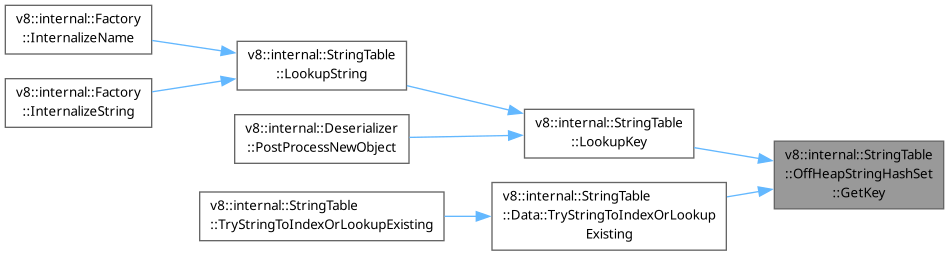 v8::internal::Factory
::InternalizeName
v8::internal::Factory
::InternalizeString
v8::internal::StringTable
::LookupString
v8::internal::Deserializer
::PostProcessNewObject
v8::internal::StringTable
::TryStringToIndexOrLookupExisting
v8::internal::StringTable
::LookupKey
v8::internal::StringTable
::Data::TryStringToIndexOrLookup
Existing
v8::internal::StringTable
::OffHeapStringHashSet
::GetKey